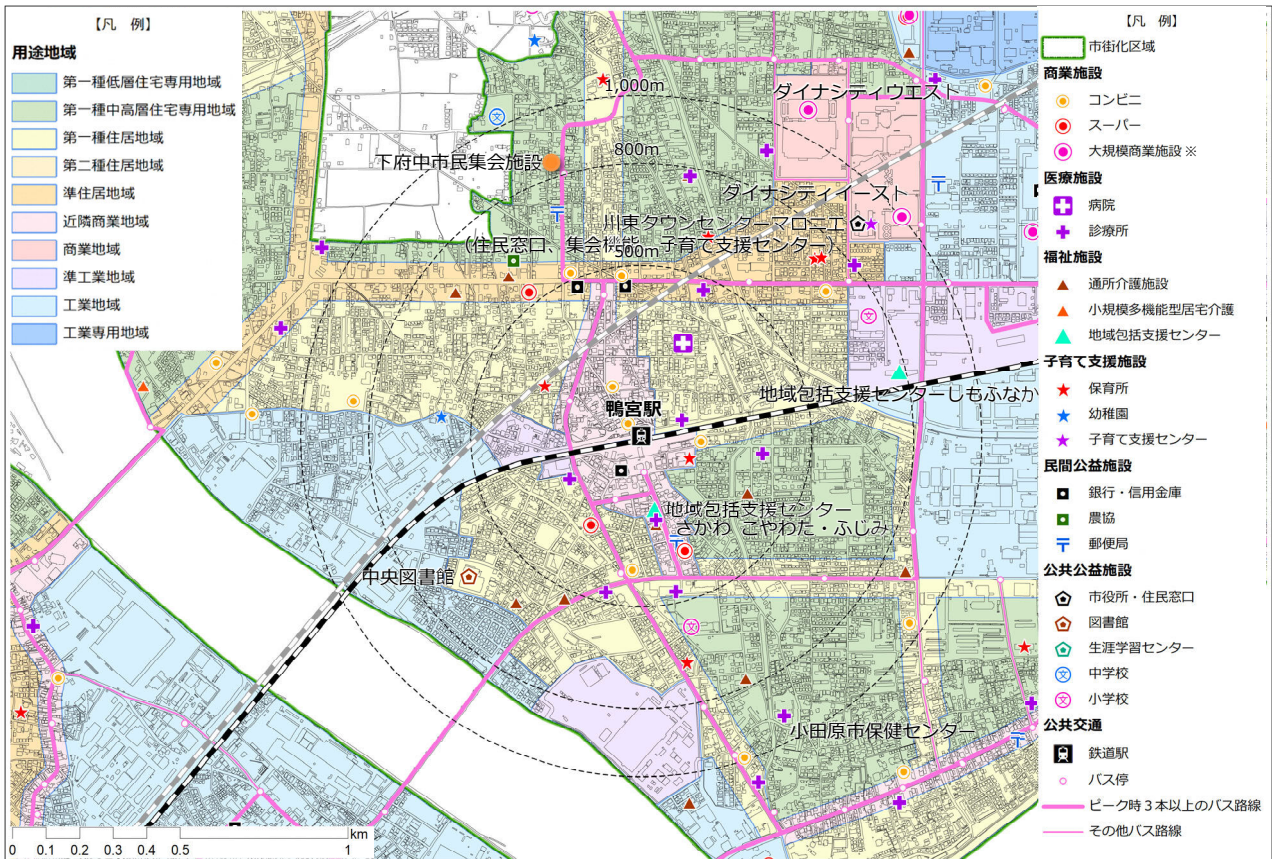 【凡　例】
用途地域
第一種低層住宅専用地域
第一種中高層住宅専用地域
第一種住居地域
第二種住居地域
準住居地域
近隣商業地域
商業地域
準工業地域
工業地域
工業専用地域
1,000m
ダイナシティウエスト
800m
下府中市民集会施設
ダイナシティイースト
川東タウンセンターマロニエ
（住民窓口、集会機能、子育て支援センター）
500m
地域包括支援センターしもふなか
鴨宮駅
地域包括支援センター
さかわ こやわた・ふじみ
中央図書館
小田原市保健センター
0 0.1 0.2 0.3 0.4 0.5 1 km
【凡　例】
市街化区域
商業施設
コンビニ
スーパー
大規模商業施設 ※
医療施設
病院
診療所
福祉施設
通所介護施設
小規模多機能型居宅介護
地域包括支援センター
子育て支援施設
保育所
幼稚園
子育て支援センター
民間公益施設
銀行・信用金庫
農協
郵便局
公共公益施設
市役所・住民窓口
図書館
生涯学習センター
中学校
小学校
公共交通
鉄道駅
バス停
ピーク時３本以上のバス路線
その他バス路線